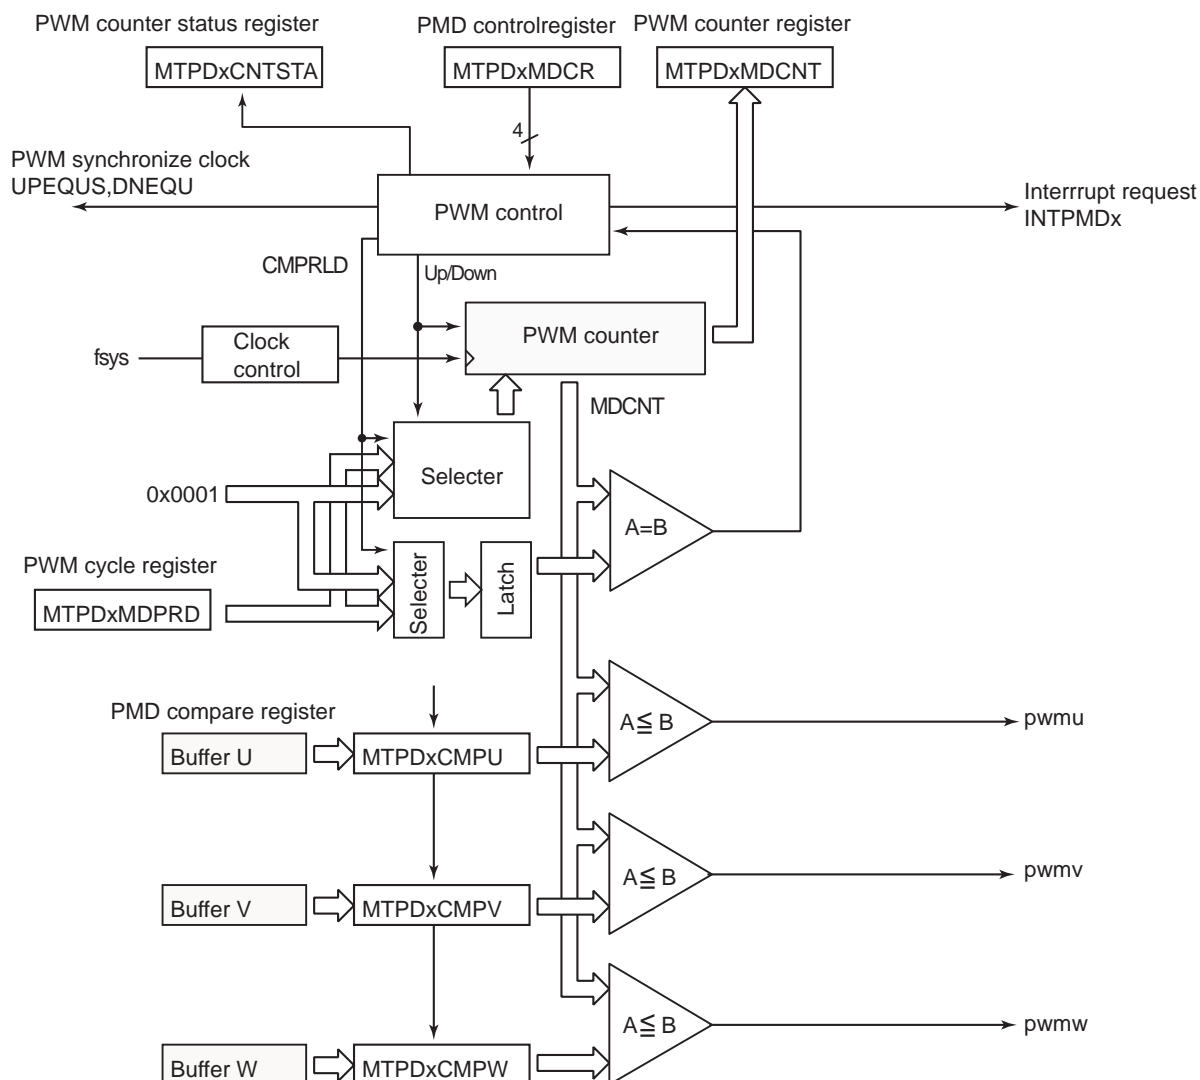 PWM counter status register
PMD controlregister
PWM counter register
MTPDxCNTSTA
MTPDxMDCR
MTPDxMDCNT
4
PWM synchronize clock
UPEQUS,DNEQU
PWM control
Interrrupt request
INTPMDx
CMPRLD
Up/Down
fsys
Clock
control
PWM counter
MDCNT
Selecter
0x0001
A=B
PWM cycle register
MTPDxMDPRD
Selecter
Latch
PMD compare register
Buffer U
MTPDxCMPU
A≦ B
pwmu
Buffer V
MTPDxCMPV
A≦ B
pwmv
Buffer W
MTPDxCMPW
A≦ B
pwmw